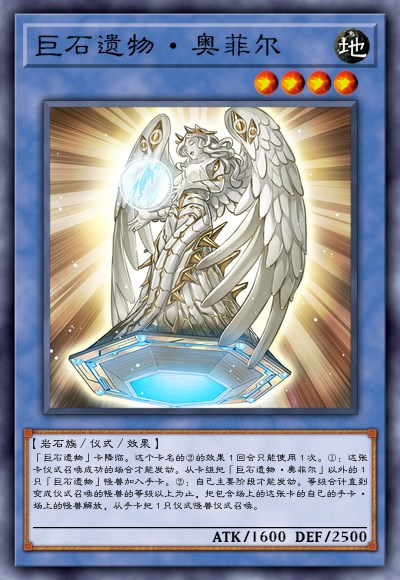 巨石遗物・奥菲尔
地
【岩石族／仪式／效果】
「巨石遗物」卡降临。这个卡名的②的效果1回合只能使用1次。①：这张
卡仪式召唤成功的场合才能发动。从卡组把「巨石遗物・奥菲尔」以外的1
只「巨石遗物」怪兽加入手卡。②：自己主要阶段才能发动。等级合计直到
变成仪式召唤的怪兽的等级以上为止，把包含场上的这张卡的自己的手卡・
场上的怪兽解放，从手卡把1只仪式怪兽仪式召唤。
ATK/1600 DEF/2500